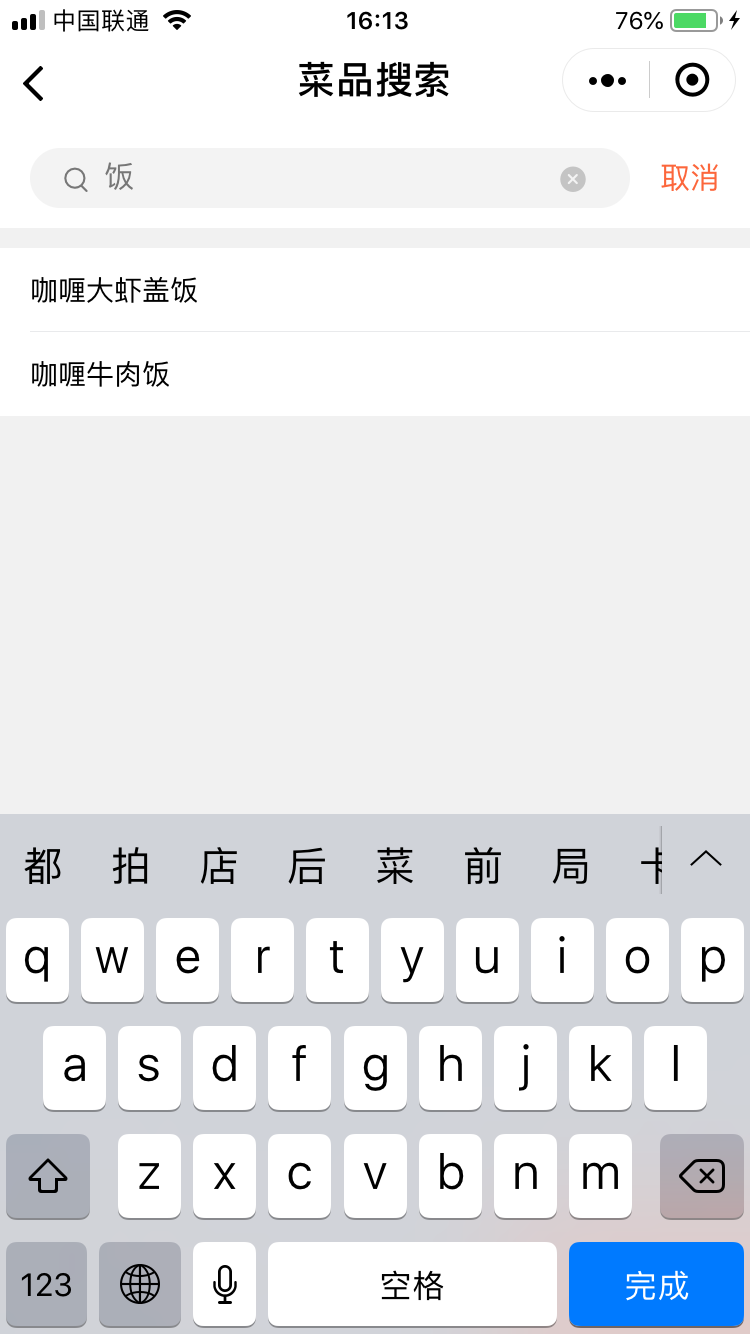 中国联通 16:13 76%
菜品搜索
饭 取消
咖喱大虾盖饭
咖喱牛肉饭
都 拍 店 后 菜 前 局
q w e r t y u i o p
a s d f g h j k l
z x c v b n m
123 空格 完成